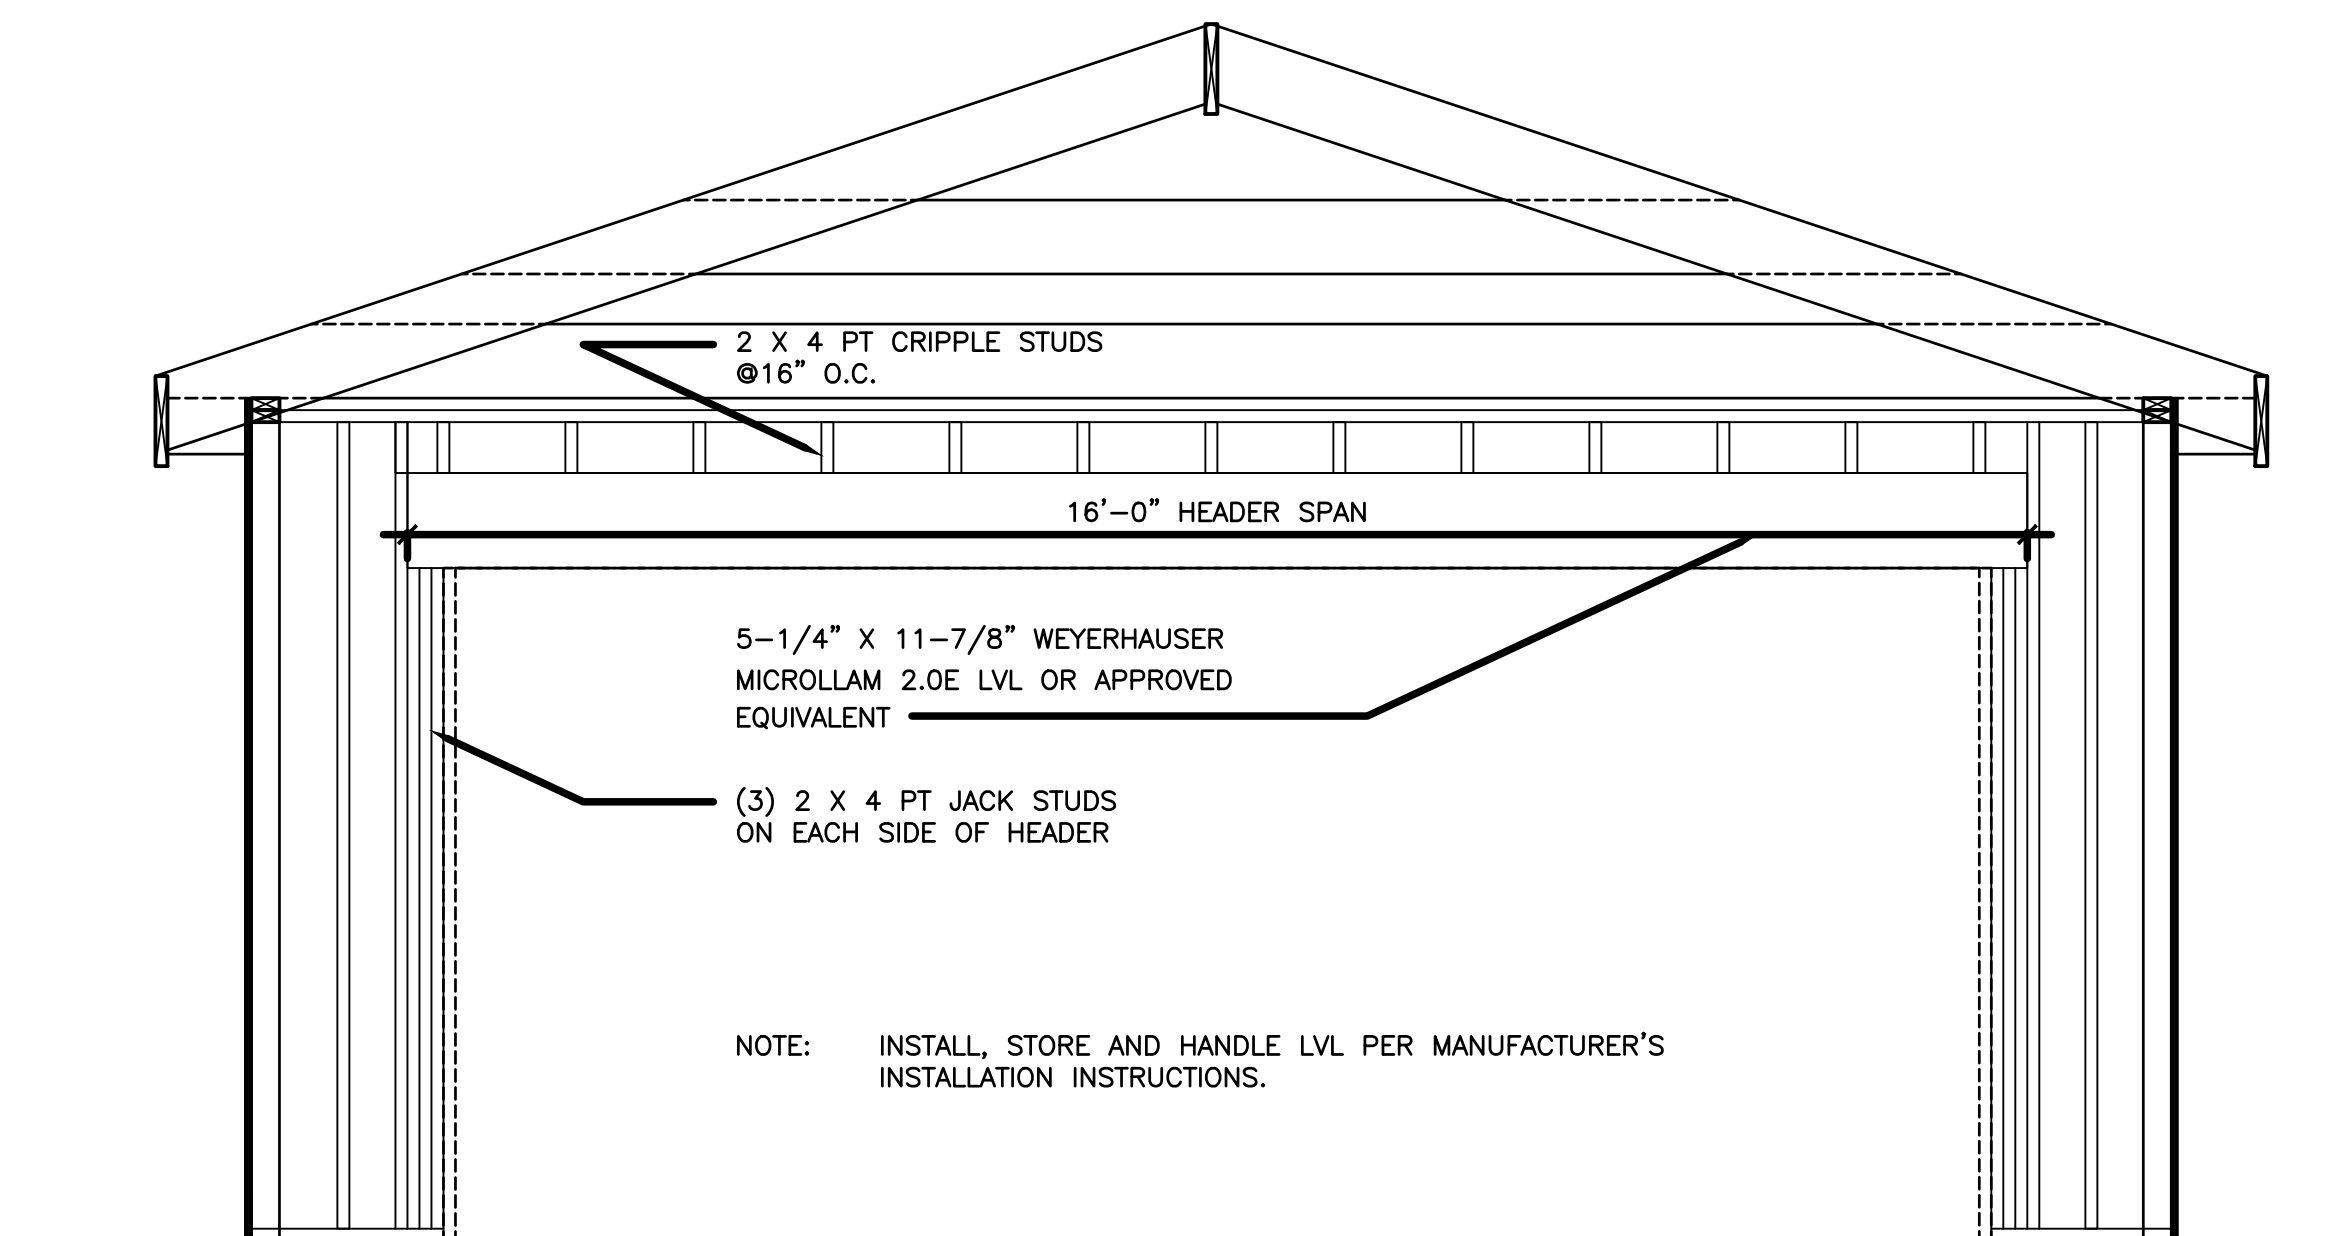 2 X 4 PT CRIPPLE STUDS
@16" O.C.
16'-0" HEADER SPAN
5-1/4" X 11-7/8" WEYERHAUSER
MICROLLAM 2.0E LVL OR APPROVED
EQUIVALENT
(3) 2 X 4 PT JACK STUDS
ON EACH SIDE OF HEADER
NOTE: INSTALL, STORE AND HANDLE LVL PER MANUFACTURER'S
INSTALLATION INSTRUCTIONS.